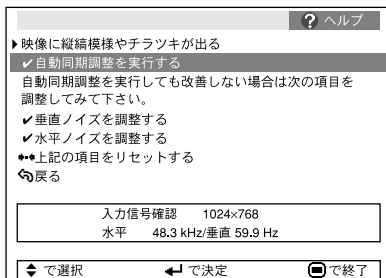 ? ヘルプ
映像に縦縞模様やチラツキが出る
✔自動同期調整を実行する
自動同期調整を実行しても改善しない場合は次の項目を
調整してみて下さい。
✔垂直ノイズを調整する
✔水平ノイズを調整する
上記の項目をリセットする
戻る
入力信号確認 1024×768
水平 48.3 kHz/垂直 59.9 Hz
で選択 で決定 で終了